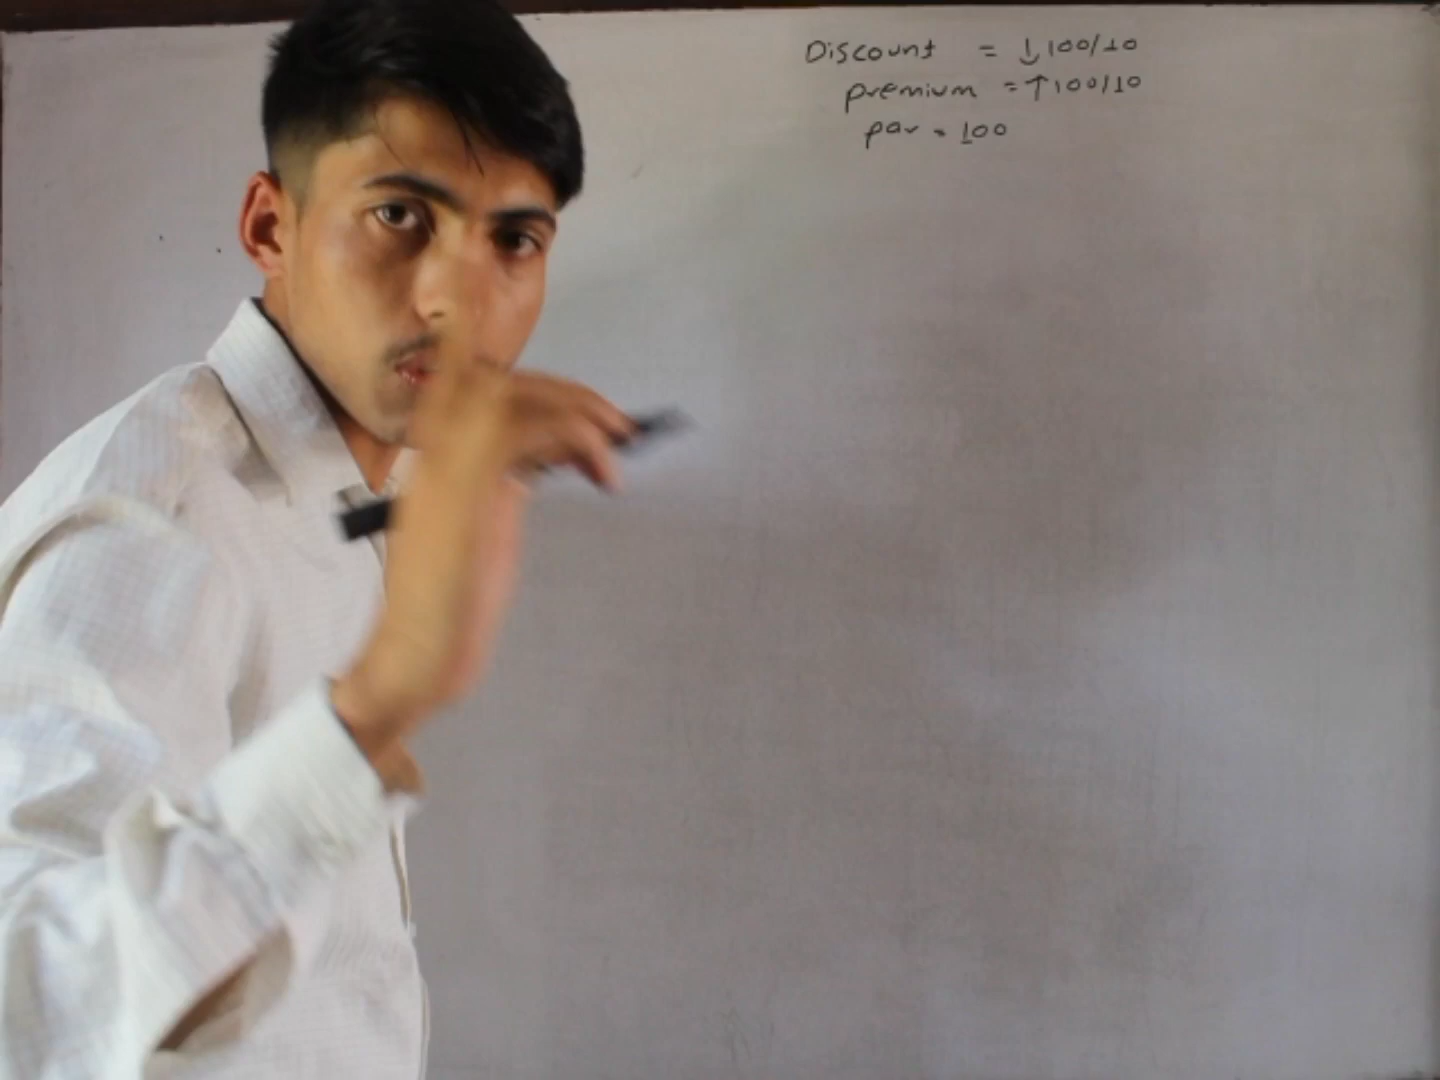 Discount = ↓100/10
premium = ↑100/10
par = 100